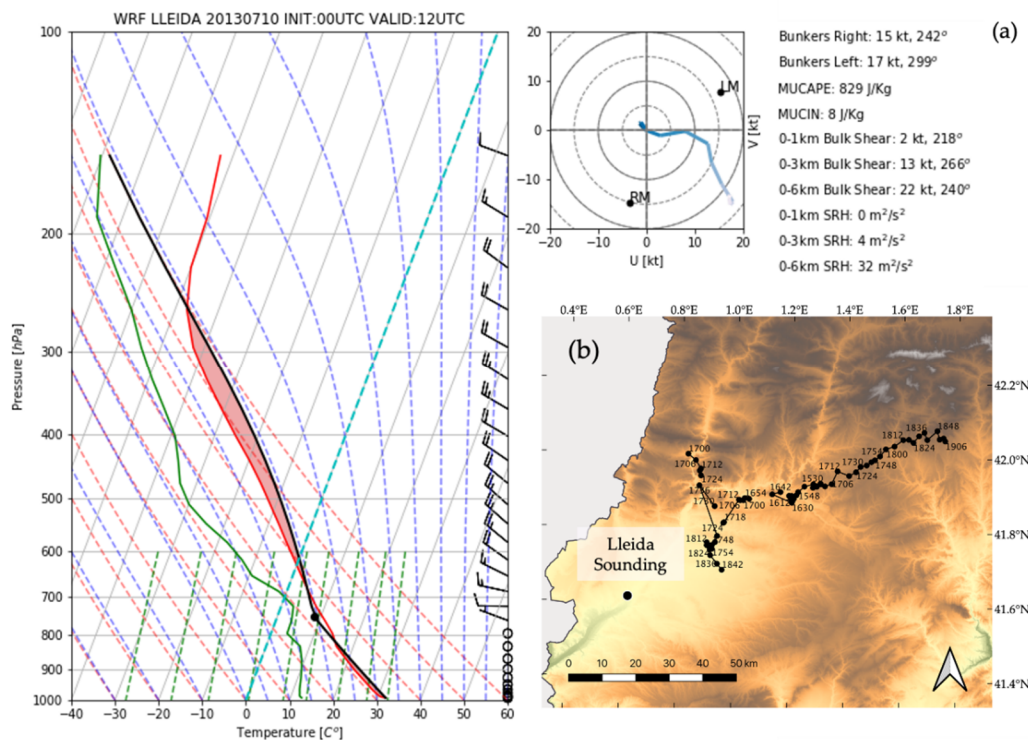 WRF LLEIDA 20130710 INIT:00UTC VALID:12UTC
100
200
300
400
500
600
700
800
900
1000
Pressure [hPa]
-40 -30 -20 -10 0 10 20 30 40 50 60
Temperature [C°]
20
10
0
−10
−20
−20 −10 0 10 20
U [kt]
V [kt]
LM
RM
(a)
Bunkers Right: 15 kt, 242°
Bunkers Left: 17 kt, 299°
MUCAPE: 829 J/Kg
MUCIN: 8 J/Kg
0-1km Bulk Shear: 2 kt, 218°
0-3km Bulk Shear: 13 kt, 266°
0-6km Bulk Shear: 22 kt, 240°
0-1km SRH: 0 m²/s²
0-3km SRH: 4 m²/s²
0-6km SRH: 32 m²/s²
0.4°E 0.6°E 0.8°E 1.0°E 1.2°E 1.4°E 1.6°E 1.8°E
(b)
42.2°N
42.0°N
41.8°N
41.6°N
41.4°N
1836 1848
1812
1824 1906
1754
1800
1730 1748
1712 1724
1700
1706 1712
1724
1530 1706
1642 1548
1612 1630
1712 1654
1706 1700
1718
1724
1812 1748
1824 1754
1836 1842
Lleida
Sounding
0 10 20 30 40 50 km